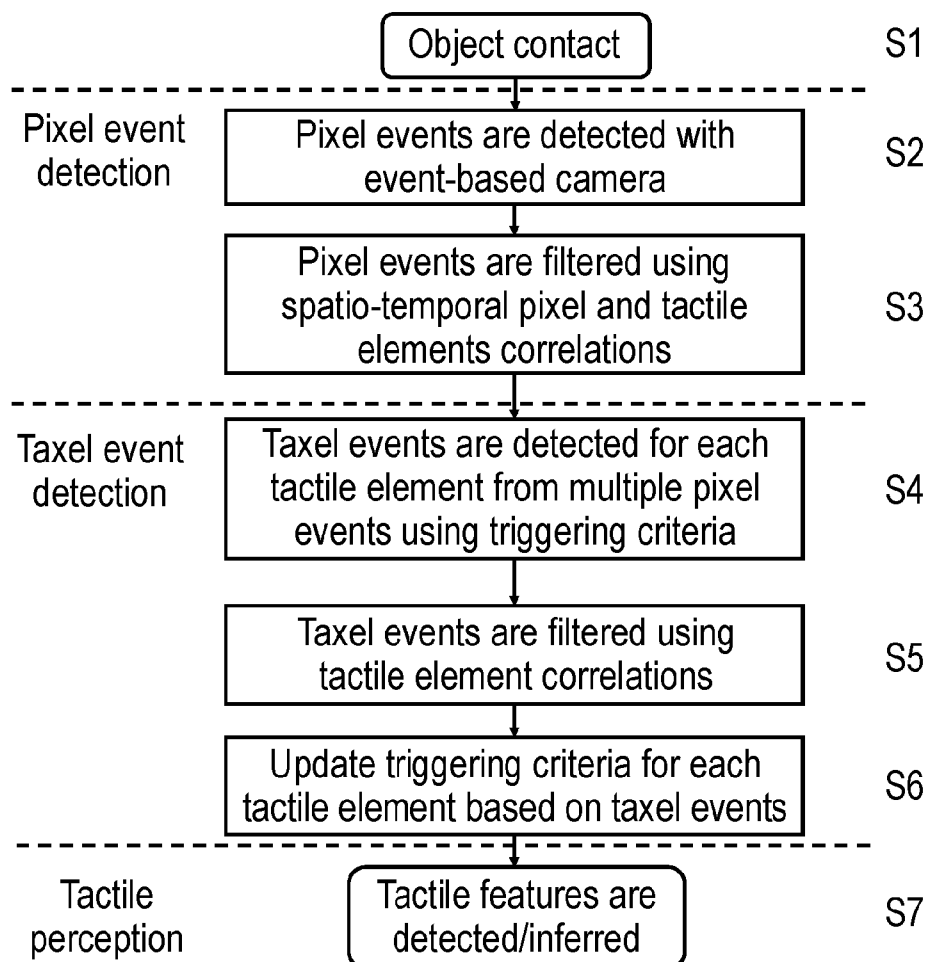 Object contact
S1
Pixel event
detection
Pixel events are detected with
event-based camera
S2
Pixel events are filtered using
spatio-temporal pixel and tactile
elements correlations
S3
Taxel event
detection
Taxel events are detected for each
tactile element from multiple pixel
events using triggering criteria
S4
Taxel events are filtered using
tactile element correlations
S5
Update triggering criteria for each
tactile element based on taxel events
S6
Tactile
perception
Tactile features are
detected/inferred
S7